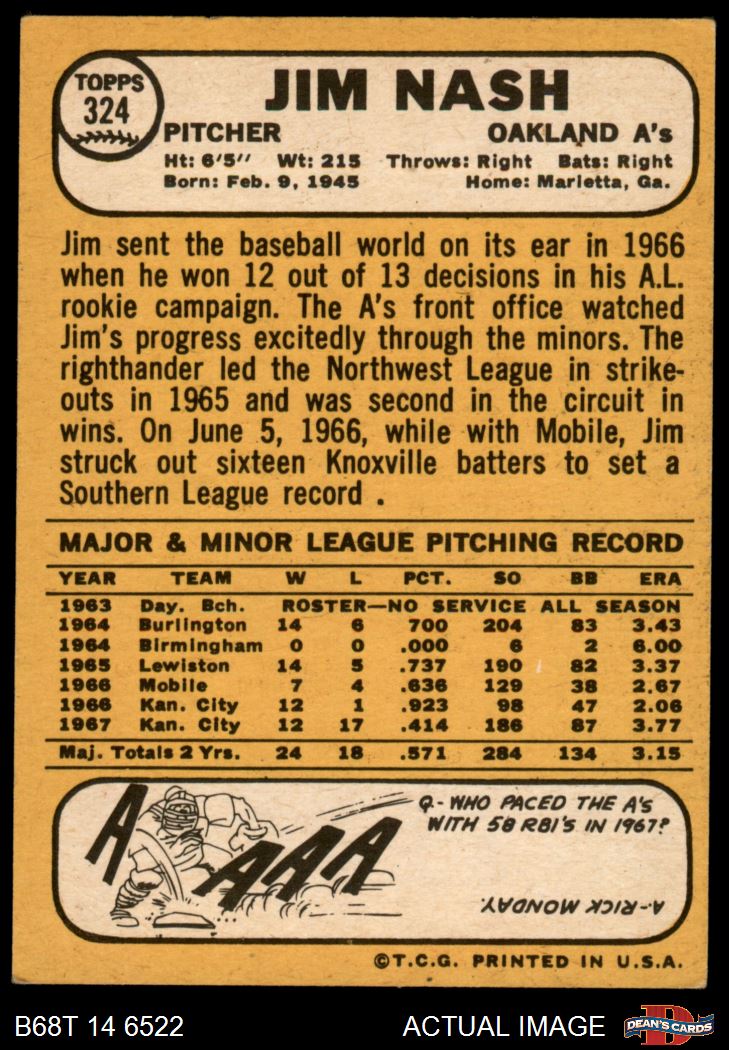 TOPPS
324
JIM NASH
PITCHER OAKLAND A's
Ht: 6'5'' Wt: 215 Throws: Right Bats: Right
Born: Feb. 9, 1945 Home: Marietta, Ga.
Jim sent the baseball world on its ear in 1966
when he won 12 out of 13 decisions in his A.L.
rookie campaign. The A's front office watched
Jim's progress excitedly through the minors. The
righthander led the Northwest League in strike-
outs in 1965 and was second in the circuit in
wins. On June 5, 1966, while with Mobile, Jim
struck out sixteen Knoxville batters to set a
Southern League record .
MAJOR & MINOR LEAGUE PITCHING RECORD
YEAR TEAM W L PCT. SO BB ERA
1963 Day. Bch. ROSTER—NO SERVICE ALL SEASON
1964 Burlington 14 6 700 204 83 3.43
1964 Birmingham 0 0 .000 6 2 6.00
1965 Lewiston 14 5 .737 190 82 3.37
1966 Mobile 7 4 .636 129 38 2.67
1966 Kan. City 12 1 .923 98 47 2.06
1967 Kan. City 12 17 .414 186 87 3.77
Maj. Totals 2 Yrs. 24 18 .571 284 134 3.15
A AAA
Q.- WHO PACED THE A'S
WITH 58 RBI'S IN 1967?
A.- RICK MONDAY.
©T.C.G. PRINTED IN U.S.A.
B68T 14 6522 ACTUAL IMAGE D DEAN'S CARDS